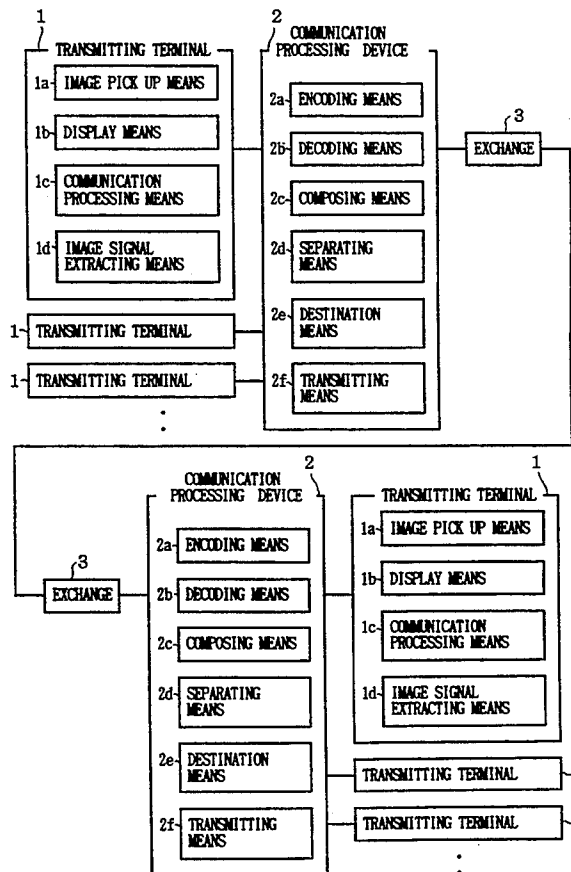 1
TRANSMITTING TERMINAL
1a IMAGE PICK UP MEANS
1b DISPLAY MEANS
1c COMMUNICATION
PROCESSING MEANS
1d IMAGE SIGNAL
EXTRACTING MEANS
1 TRANSMITTING TERMINAL
1 TRANSMITTING TERMINAL
2
COMMUNICATION
PROCESSING DEVICE
2a ENCODING MEANS
2b DECODING MEANS
2c COMPOSING MEANS
2d SEPARATING
MEANS
2e DESTINATION
MEANS
2f TRANSMITTING
MEANS
3
EXCHANGE
3
EXCHANGE
2
COMMUNICATION
PROCESSING DEVICE
2a ENCODING MEANS
2b DECODING MEANS
2c COMPOSING MEANS
2d SEPARATING
MEANS
2e DESTINATION
MEANS
2f TRANSMITTING
MEANS
1
TRANSMITTING TERMINAL
1a IMAGE PICK UP MEANS
1b DISPLAY MEANS
1c COMMUNICATION
PROCESSING MEANS
1d IMAGE SIGNAL
EXTRACTING MEANS
TRANSMITTING TERMINAL
TRANSMITTING TERMINAL